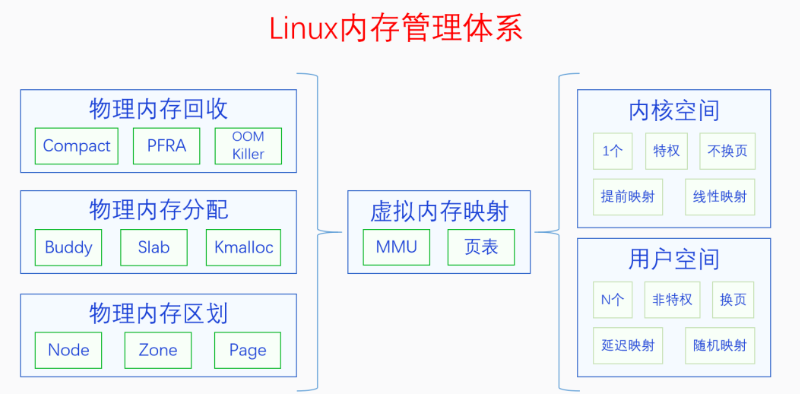 Linux内存管理体系
物理内存回收
Compact
PFRA
OOM
Killer
物理内存分配
Buddy
Slab
Kmalloc
物理内存区划
Node
Zone
Page
虚拟内存映射
MMU
页表
内核空间
1个
特权
不换页
提前映射
线性映射
用户空间
N个
非特权
换页
延迟映射
随机映射